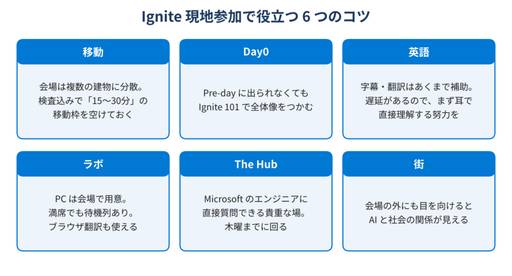 Ignite 現地参加で役立つ 6 つのコツ
移動
会場は複数の建物に分散。
検査込みで「15〜30分」の
移動枠を空けておく
Day0
Pre-day に出られなくても
Ignite 101 で全体像をつかむ
英語
字幕・翻訳はあくまで補助。
遅延があるので、まず耳で
直接理解する努力を
ラボ
PC は会場で用意。
満席でも待機列あり。
ブラウザ翻訳も使える
The Hub
Microsoft のエンジニアに
直接質問できる貴重な場。
木曜までに回る
街
会場の外にも目を向けると
AI と社会の関係が見える